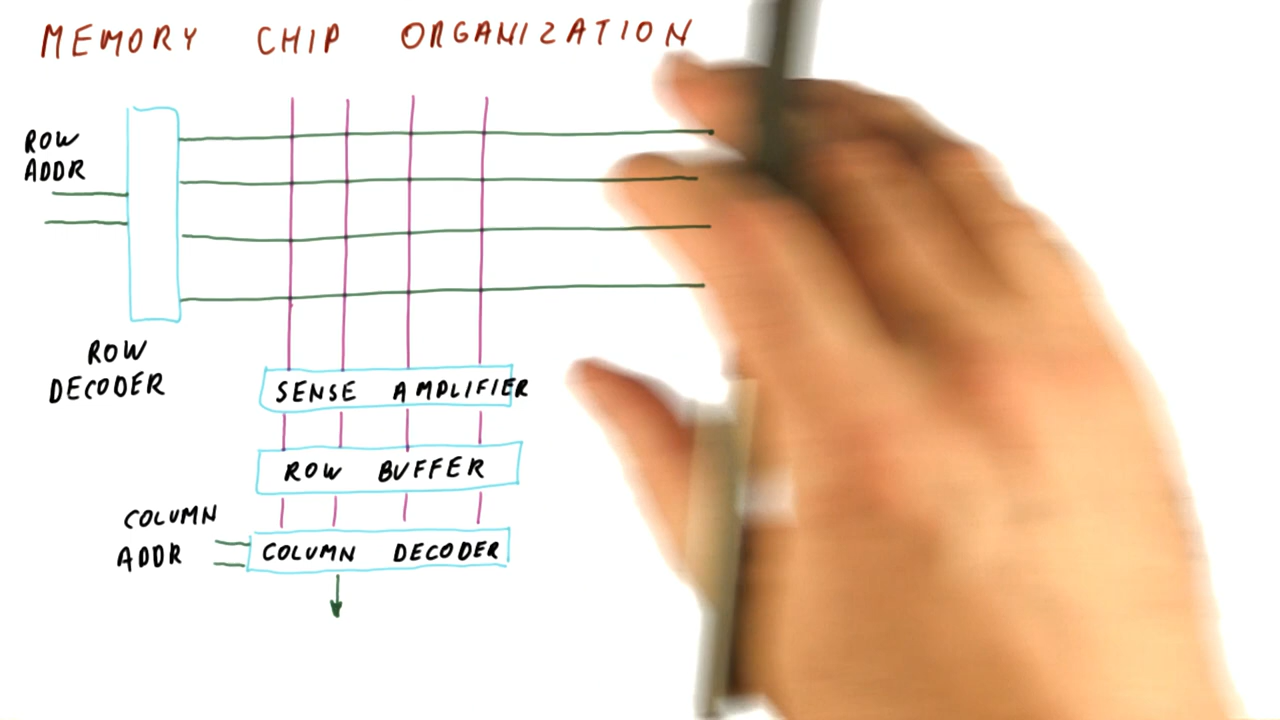 MEMORY CHIP ORGANIZATION
ROW
ADDR
ROW
DECODER
SENSE AMPLIFIER
ROW BUFFER
COLUMN
ADDR
COLUMN DECODER